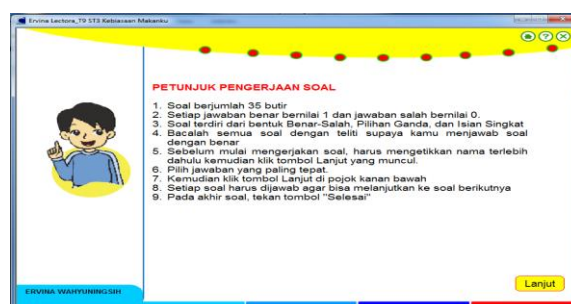 Ervina Lectora_T9 ST3 Kebiasaan Makanku
PETUNJUK PENGERJAAN SOAL
1. Soal berjumlah 35 butir
2. Setiap jawaban benar bernilai 1 dan jawaban salah bernilai 0.
3. Soal terdiri dari bentuk Benar-Salah, Pilihan Ganda, dan Isian Singkat
4. Bacalah semua soal dengan teliti supaya kamu menjawab soal
dengan benar
5. Sebelum mulai mengerjakan soal, harus mengetikkan nama terlebih
dahulu kemudian klik tombol Lanjut yang muncul.
6. Pilih jawaban yang paling tepat.
7. Kemudian klik tombol Lanjut di pojok kanan bawah
8. Setiap soal harus dijawab agar bisa melanjutkan ke soal berikutnya
9. Pada akhir soal, tekan tombol "Selesai"
Lanjut
ERVINA WAHYUNINGSIH